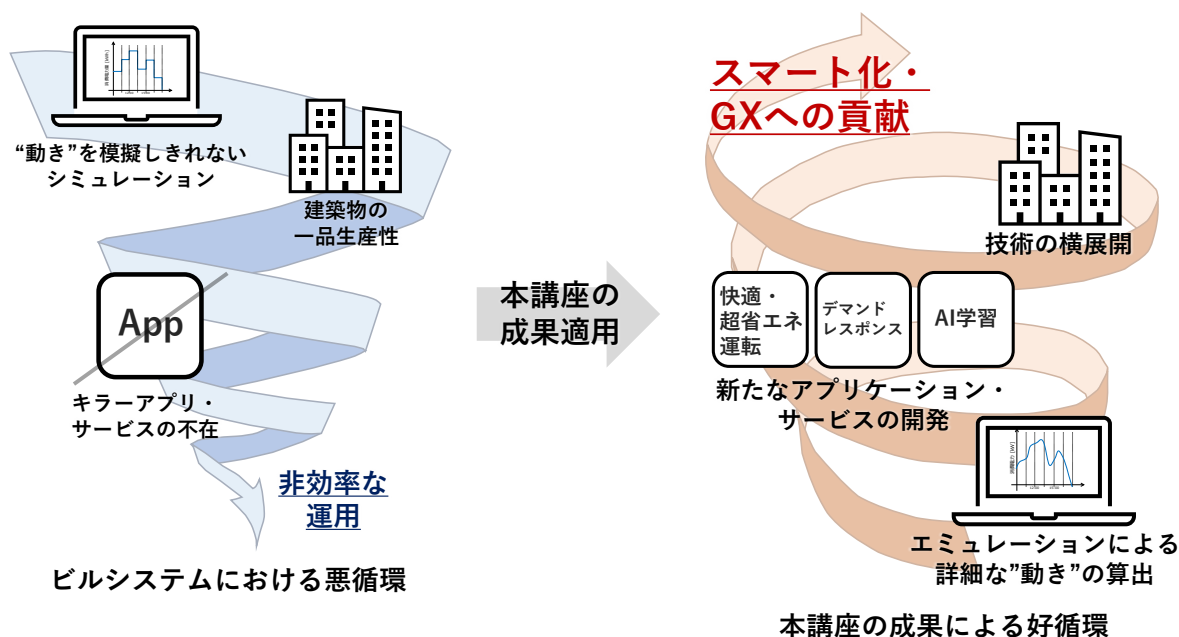 “動き”を模擬しきれない
シミュレーション
建築物の
一品生産性
App
キラーアプリ・
サービスの不在
非効率な
運用
ビルシステムにおける悪循環
本講座の
成果適用
スマート化・
GXへの貢献
技術の横展開
快適・
超省エネ
運転
デマンド
レスポンス
AI学習
新たなアプリケーション・
サービスの開発
消費電力 [kW]
エミュレーションによる
詳細な”動き”の算出
本講座の成果による好循環